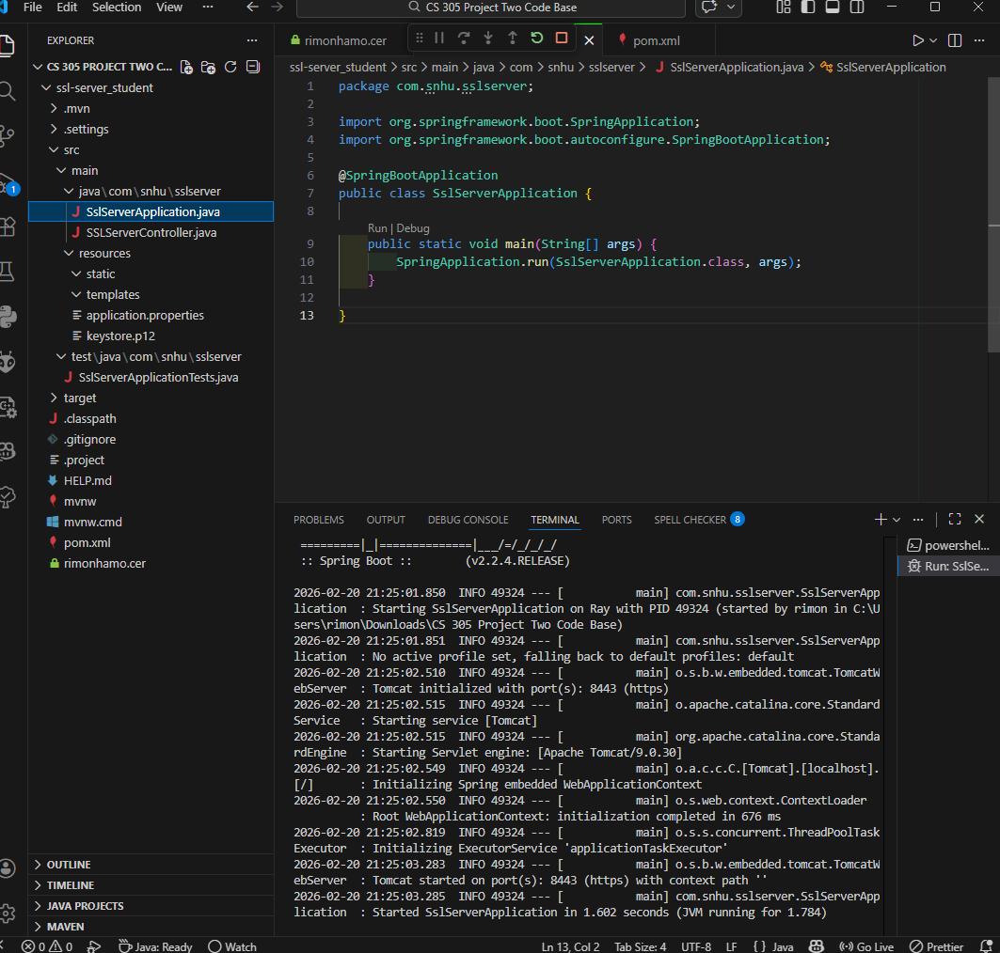 File Edit Selection View ··· CS 305 Project Two Code Base
EXPLORER ···
CS 305 PROJECT TWO C...
ssl-server_student
.mvn
.settings
src
main
java\com\snhu\sslserver
SslServerApplication.java
SSLServerController.java
resources
static
templates
application.properties
keystore.p12
test\java\com\snhu\sslserver
SslServerApplicationTests.java
target
.classpath
.gitignore
.project
HELP.md
mvnw
mvnw.cmd
pom.xml
rimonhamo.cer
OUTLINE
TIMELINE
JAVA PROJECTS
MAVEN
1
rimonhamo.cer pom.xml
ssl-server_student > src > main > java > com > snhu > sslserver > SslServerApplication.java > SslServerApplication
1 package com.snhu.sslserver;
2
3 import org.springframework.boot.SpringApplication;
4 import org.springframework.boot.autoconfigure.SpringBootApplication;
5
6 @SpringBootApplication
7 public class SslServerApplication {
8
Run | Debug
9 public static void main(String[] args) {
10 SpringApplication.run(SslServerApplication.class, args);
11 }
12
13 }
PROBLEMS OUTPUT DEBUG CONSOLE TERMINAL PORTS SPELL CHECKER 8
powershel...
Run: SslSe...
=========|_|==============|___/=/_/_/_/
:: Spring Boot :: (v2.2.4.RELEASE)
2026-02-20 21:25:01.850 INFO 49324 --- [ main] com.snhu.sslserver.SslServerApp
lication : Starting SslServerApplication on Ray with PID 49324 (started by rimon in C:\U
sers\rimon\Downloads\CS 305 Project Two Code Base)
2026-02-20 21:25:01.851 INFO 49324 --- [ main] com.snhu.sslserver.SslServerApp
lication : No active profile set, falling back to default profiles: default
2026-02-20 21:25:02.510 INFO 49324 --- [ main] o.s.b.w.embedded.tomcat.TomcatW
ebServer : Tomcat initialized with port(s): 8443 (https)
2026-02-20 21:25:02.515 INFO 49324 --- [ main] o.apache.catalina.core.Standard
Service : Starting service [Tomcat]
2026-02-20 21:25:02.515 INFO 49324 --- [ main] org.apache.catalina.core.Standa
rdEngine : Starting Servlet engine: [Apache Tomcat/9.0.30]
2026-02-20 21:25:02.549 INFO 49324 --- [ main] o.a.c.c.C.[Tomcat].[localhost].
[/] : Initializing Spring embedded WebApplicationContext
2026-02-20 21:25:02.550 INFO 49324 --- [ main] o.s.web.context.ContextLoader
: Root WebApplicationContext: initialization completed in 676 ms
2026-02-20 21:25:02.819 INFO 49324 --- [ main] o.s.s.concurrent.ThreadPoolTask
Executor : Initializing ExecutorService 'applicationTaskExecutor'
2026-02-20 21:25:03.283 INFO 49324 --- [ main] o.s.b.w.embedded.tomcat.TomcatW
ebServer : Tomcat started on port(s): 8443 (https) with context path ''
2026-02-20 21:25:03.285 INFO 49324 --- [ main] com.snhu.sslserver.SslServerApp
lication : Started SslServerApplication in 1.602 seconds (JVM running for 1.784)
0 0 Java: Ready Watch Ln 13, Col 2 Tab Size: 4 UTF-8 LF { } Java Go Live Prettier